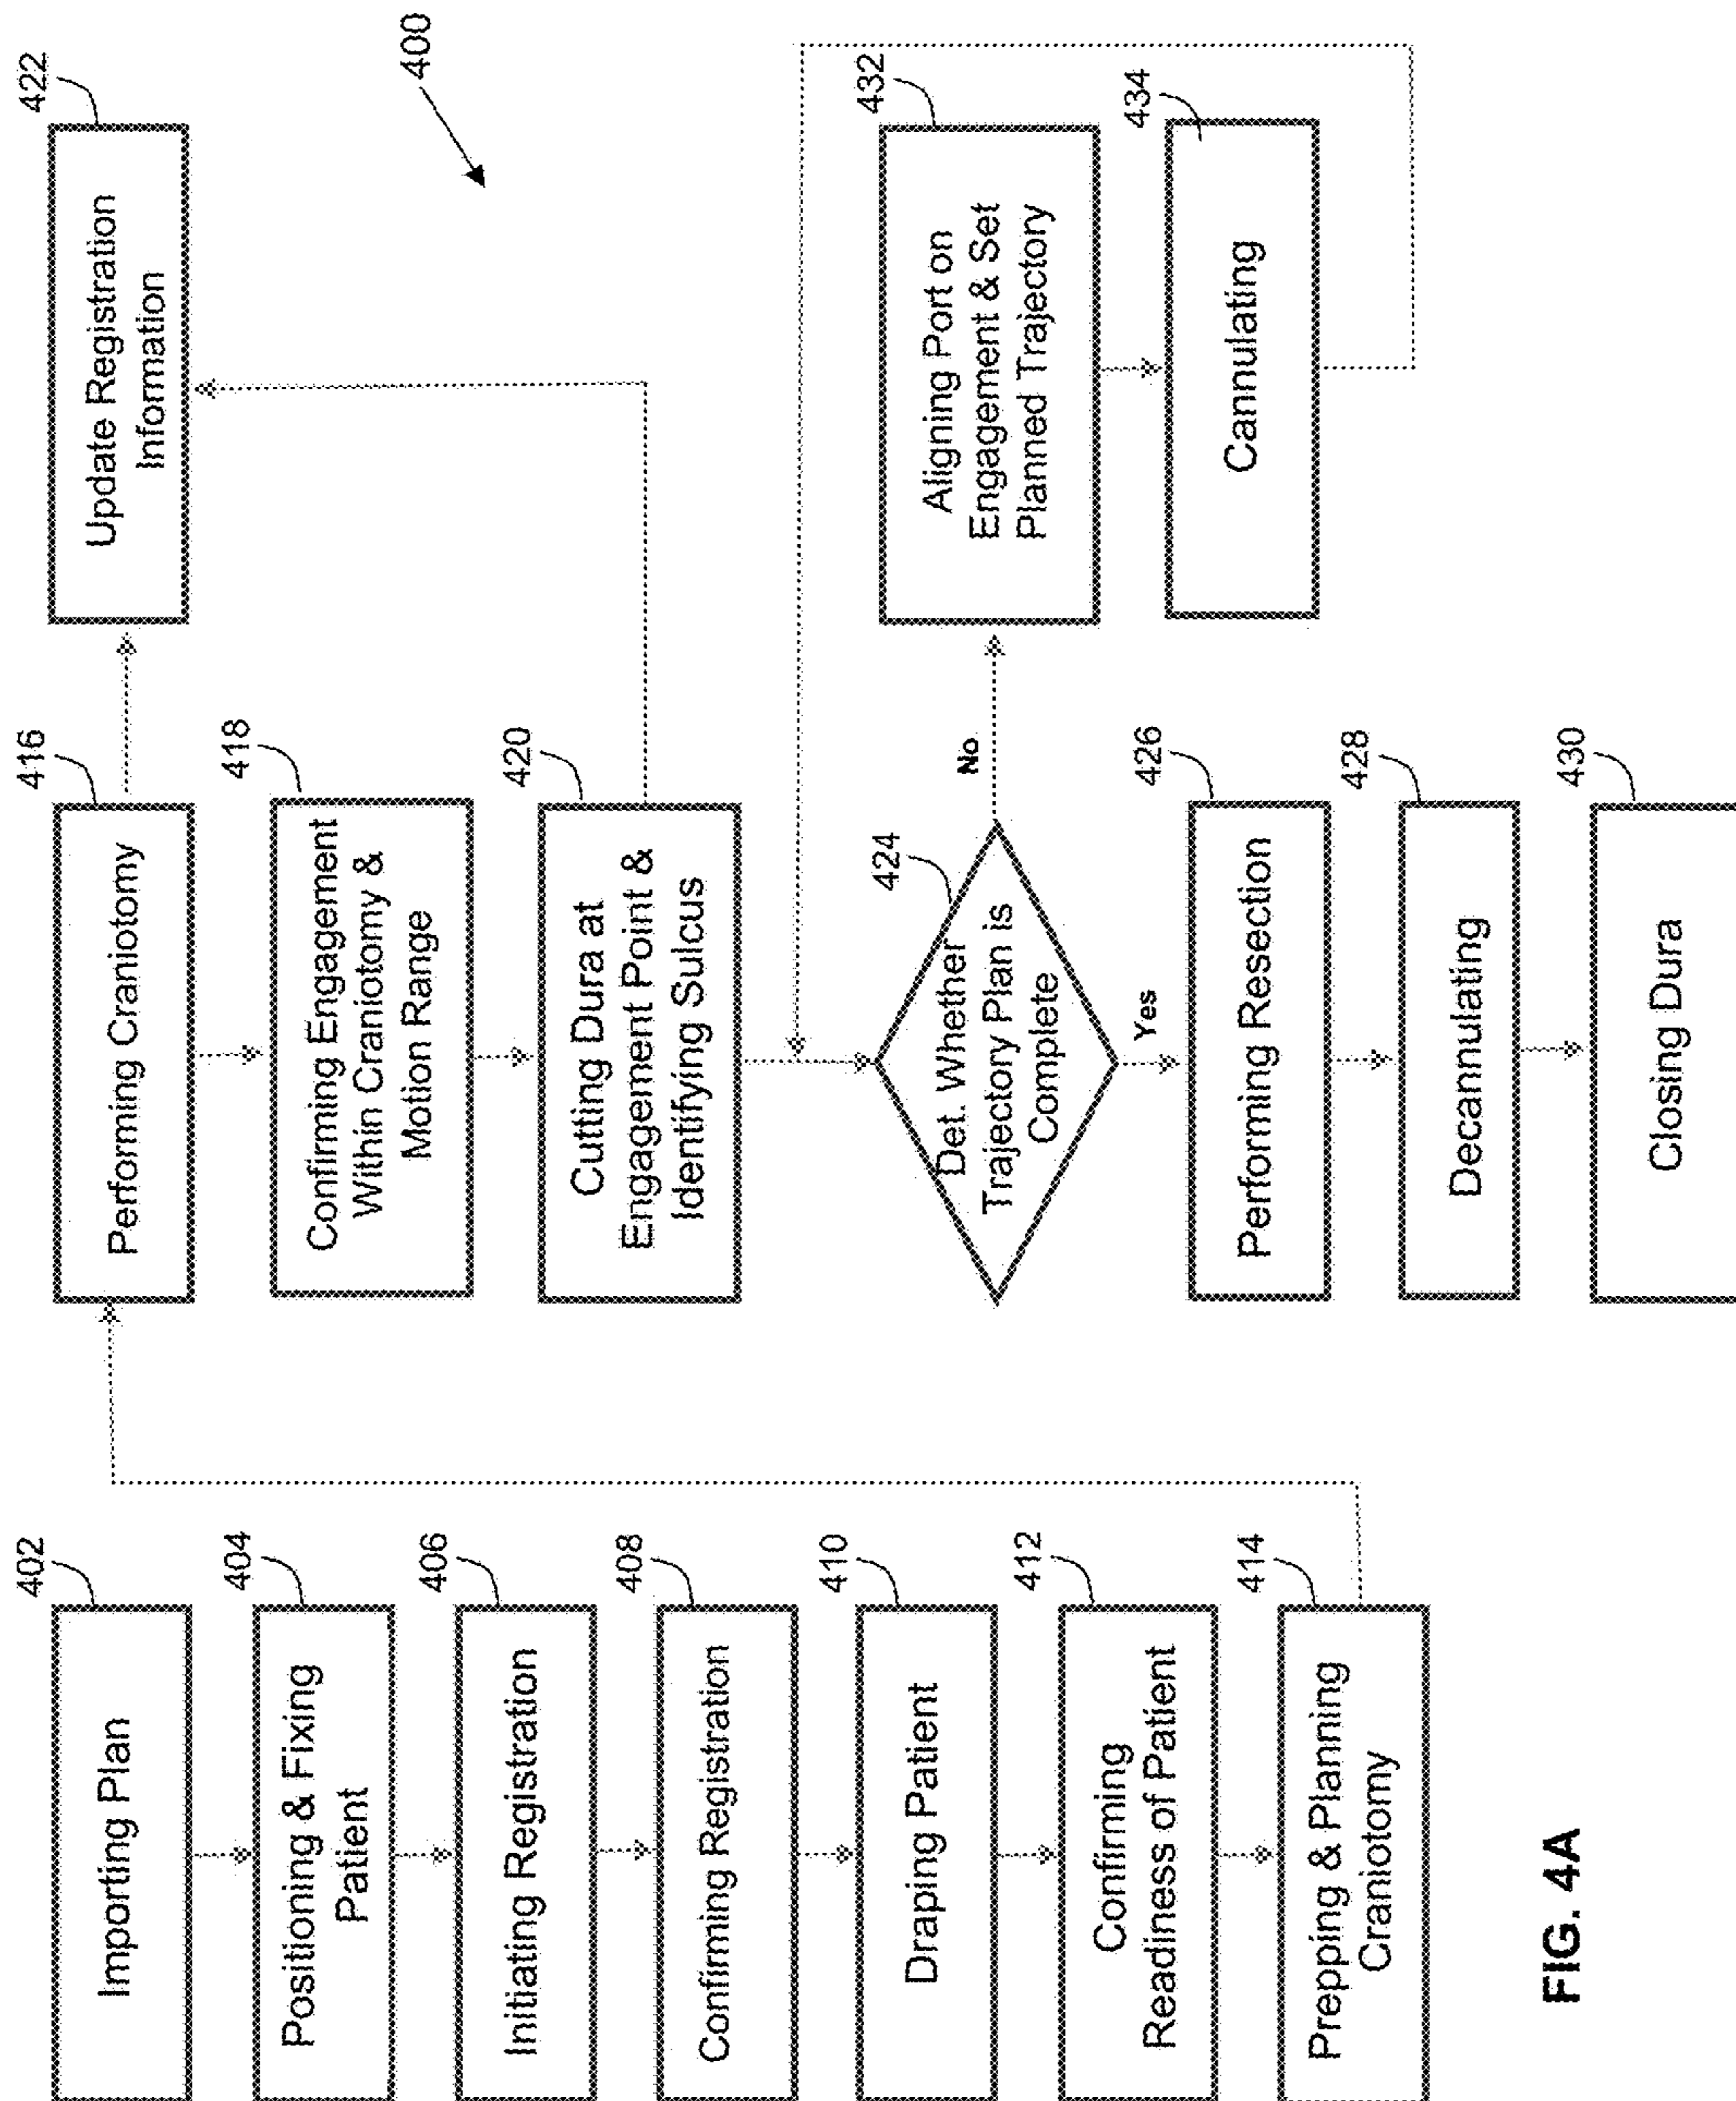 400
402
Importing Plan
404
Positioning & Fixing
Patient
406
Initiating Registration
408
Confirming Registration
410
Draping Patient
412
Confirming
Readiness of Patient
414
Prepping & Planning
Craniotomy
416
Performing Craniotomy
418
Confirming Engagement
Within Craniotomy &
Motion Range
420
Cutting Dura at
Engagement Point &
Identifying Sulcus
422
Update Registration
Information
424
Det. Whether
Trajectory Plan is
Complete
No
Yes
426
Performing Resection
428
Decannulating
430
Closing Dura
432
Aligning Port on
Engagement & Set
Planned Trajectory
434
Cannulating
FIG. 4A